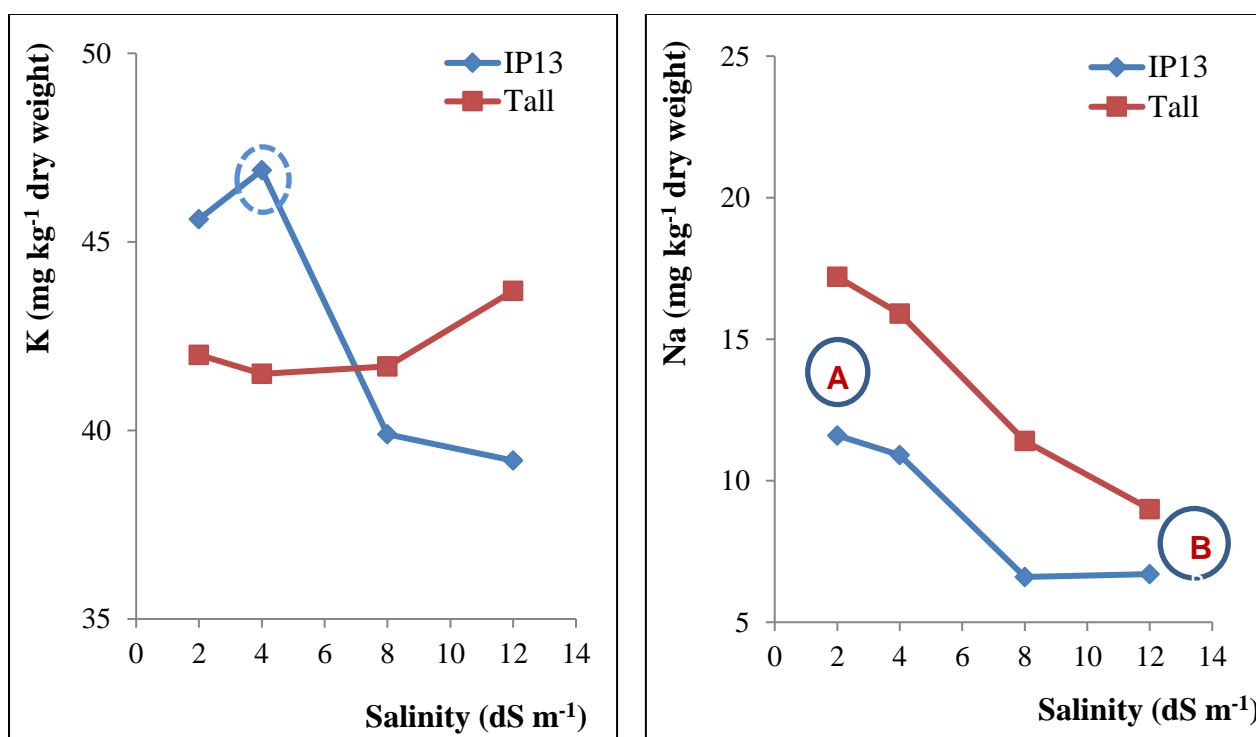 K (mg kg-1 dry weight)
50
45
40
35
IP13
Tall
0 2 4 6 8 10 12 14
Salinity (dS m-1)
Na (mg kg-1 dry weight)
25
20
15
10
5
IP13
Tall
A
B
0 2 4 6 8 10 12 14
Salinity (dS m-1)